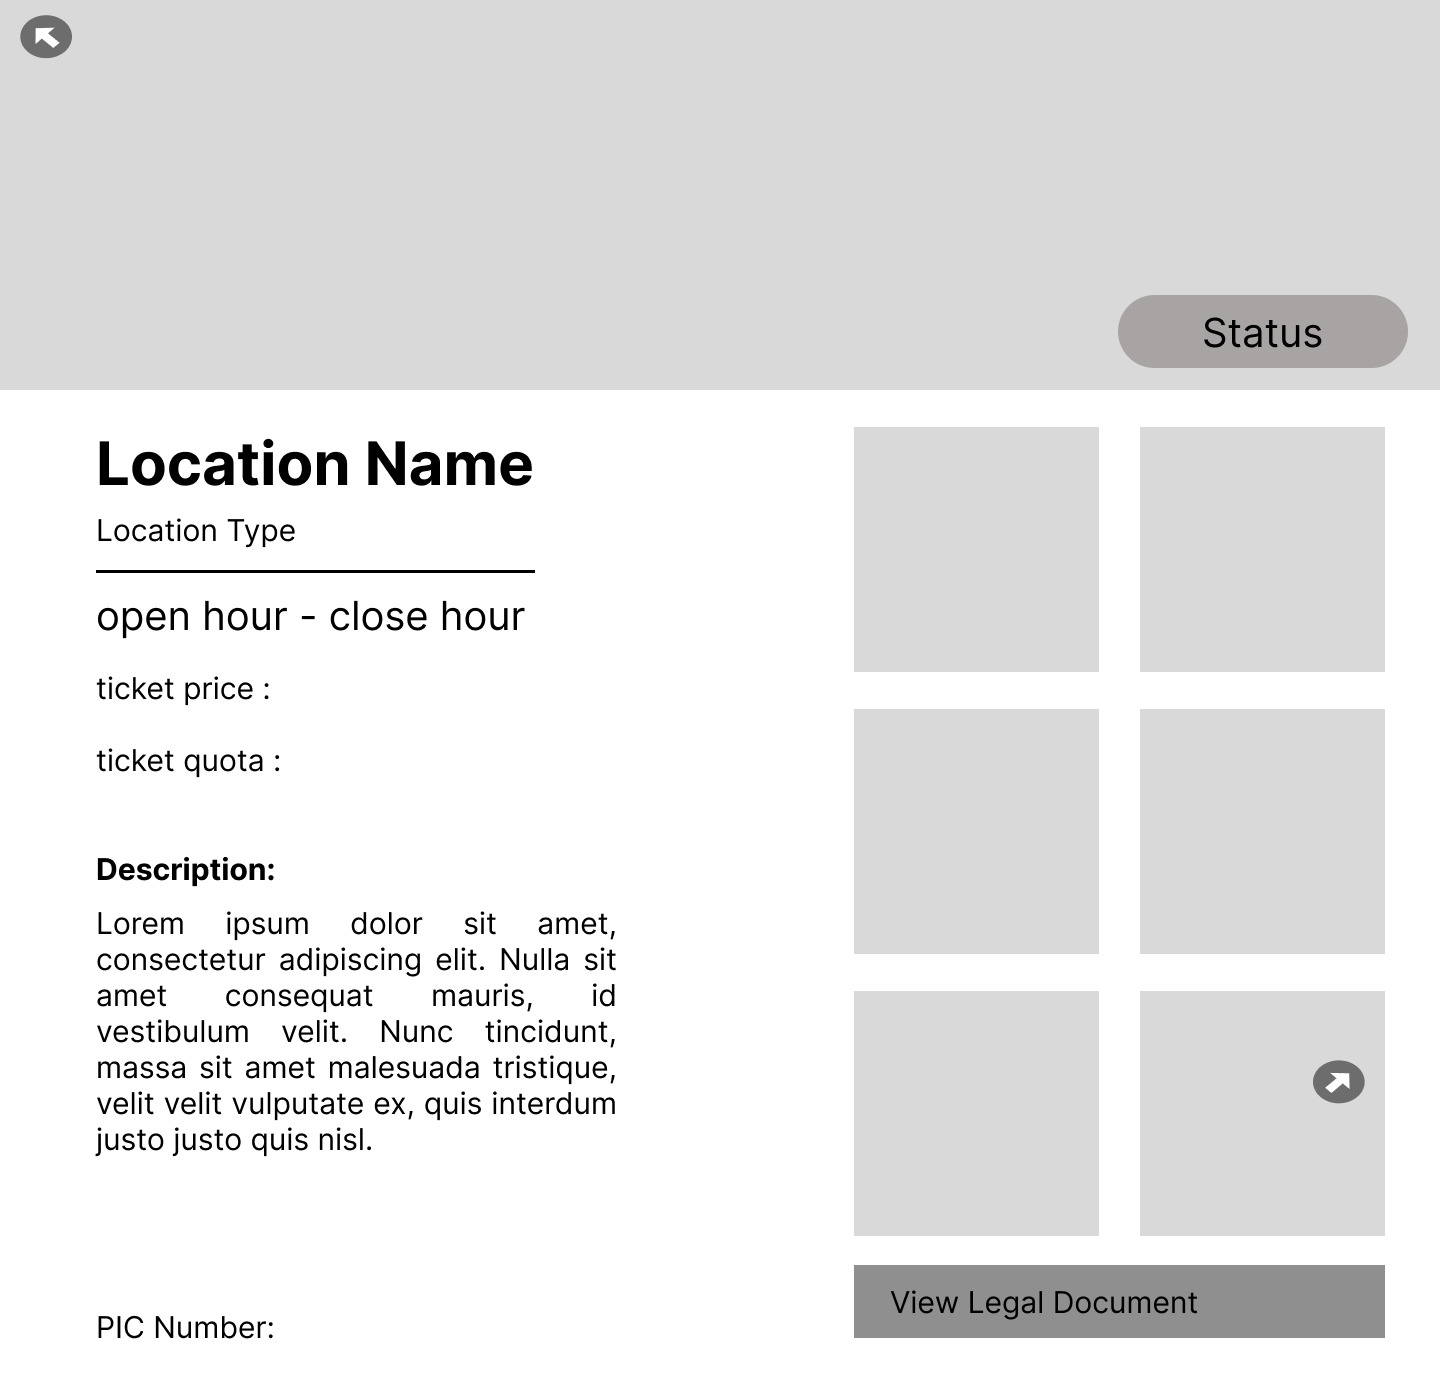 Status
Location Name
Location Type
open hour - close hour
ticket price :
ticket quota :
Description:
Lorem ipsum dolor sit amet,
consectetur adipiscing elit. Nulla sit
amet consequat mauris, id
vestibulum velit. Nunc tincidunt,
massa sit amet malesuada tristique,
velit velit vulputate ex, quis interdum
justo justo quis nisl.
PIC Number:
View Legal Document